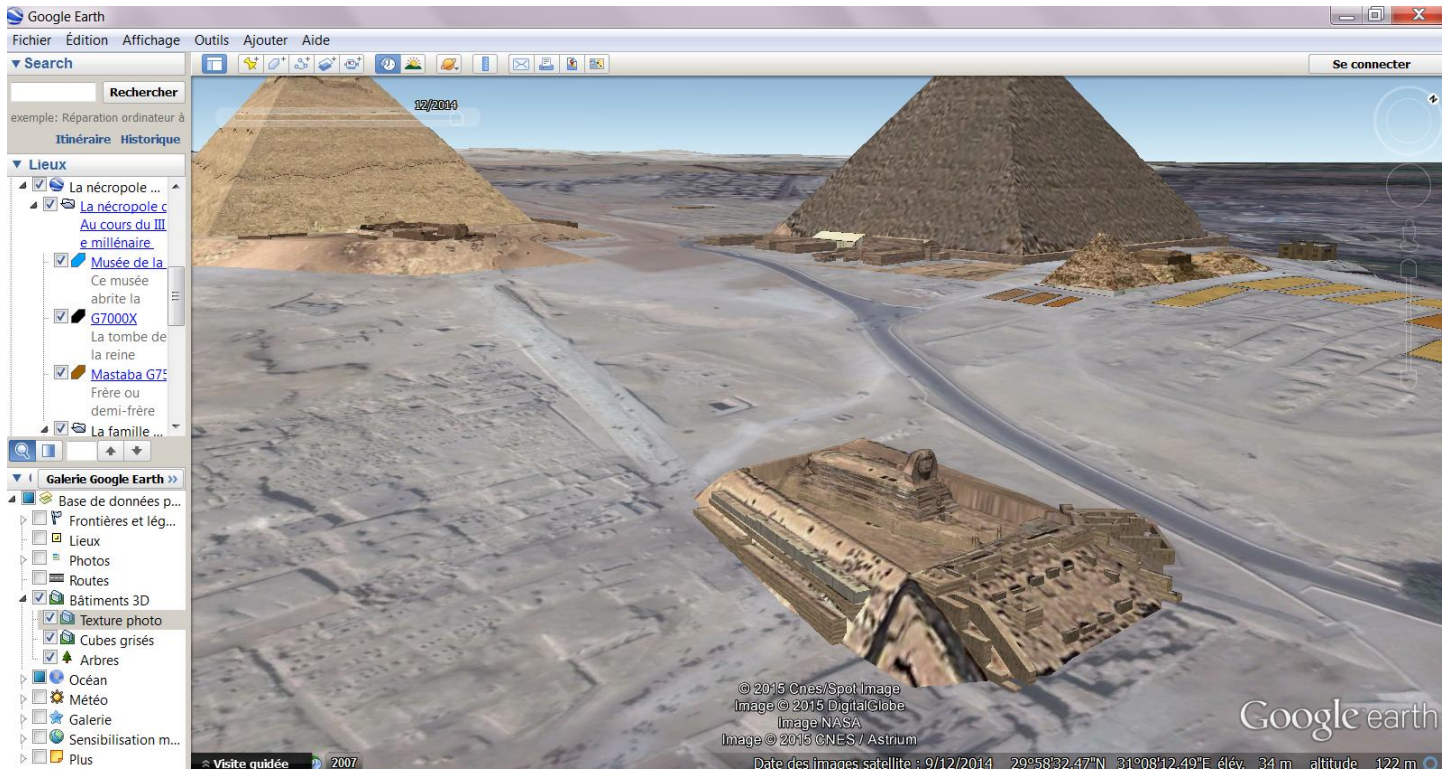 Google Earth
Fichier Édition Affichage Outils Ajouter Aide
Search
Rechercher
exemple: Réparation ordinateur à
Itinéraire Historique
Lieux
La nécropole ...
La nécropole d
Au cours du III
e millénaire
Musée de la
Ce musée
abrite la
G7000X
La tombe de
la reine
Mastaba G75
Frère ou
demi-frère
La famille ...
Galerie Google Earth >>
Base de données p...
Frontières et lég...
Lieux
Photos
Routes
Bâtiments 3D
Texture photo
Cubes grisés
Arbres
Océan
Météo
Galerie
Sensibilisation m...
Plus
Se connecter
12/2014
N
© 2015 Cnes/Spot Image
Image © 2015 DigitalGlobe
Image NASA
Image © 2015 CNES / Astrium
Google earth
Visite guidée 2007
Date des images satellite : 9/12/2014 29°58'32.47"N 31°08'12.49"E élév. 34 m altitude 122 m